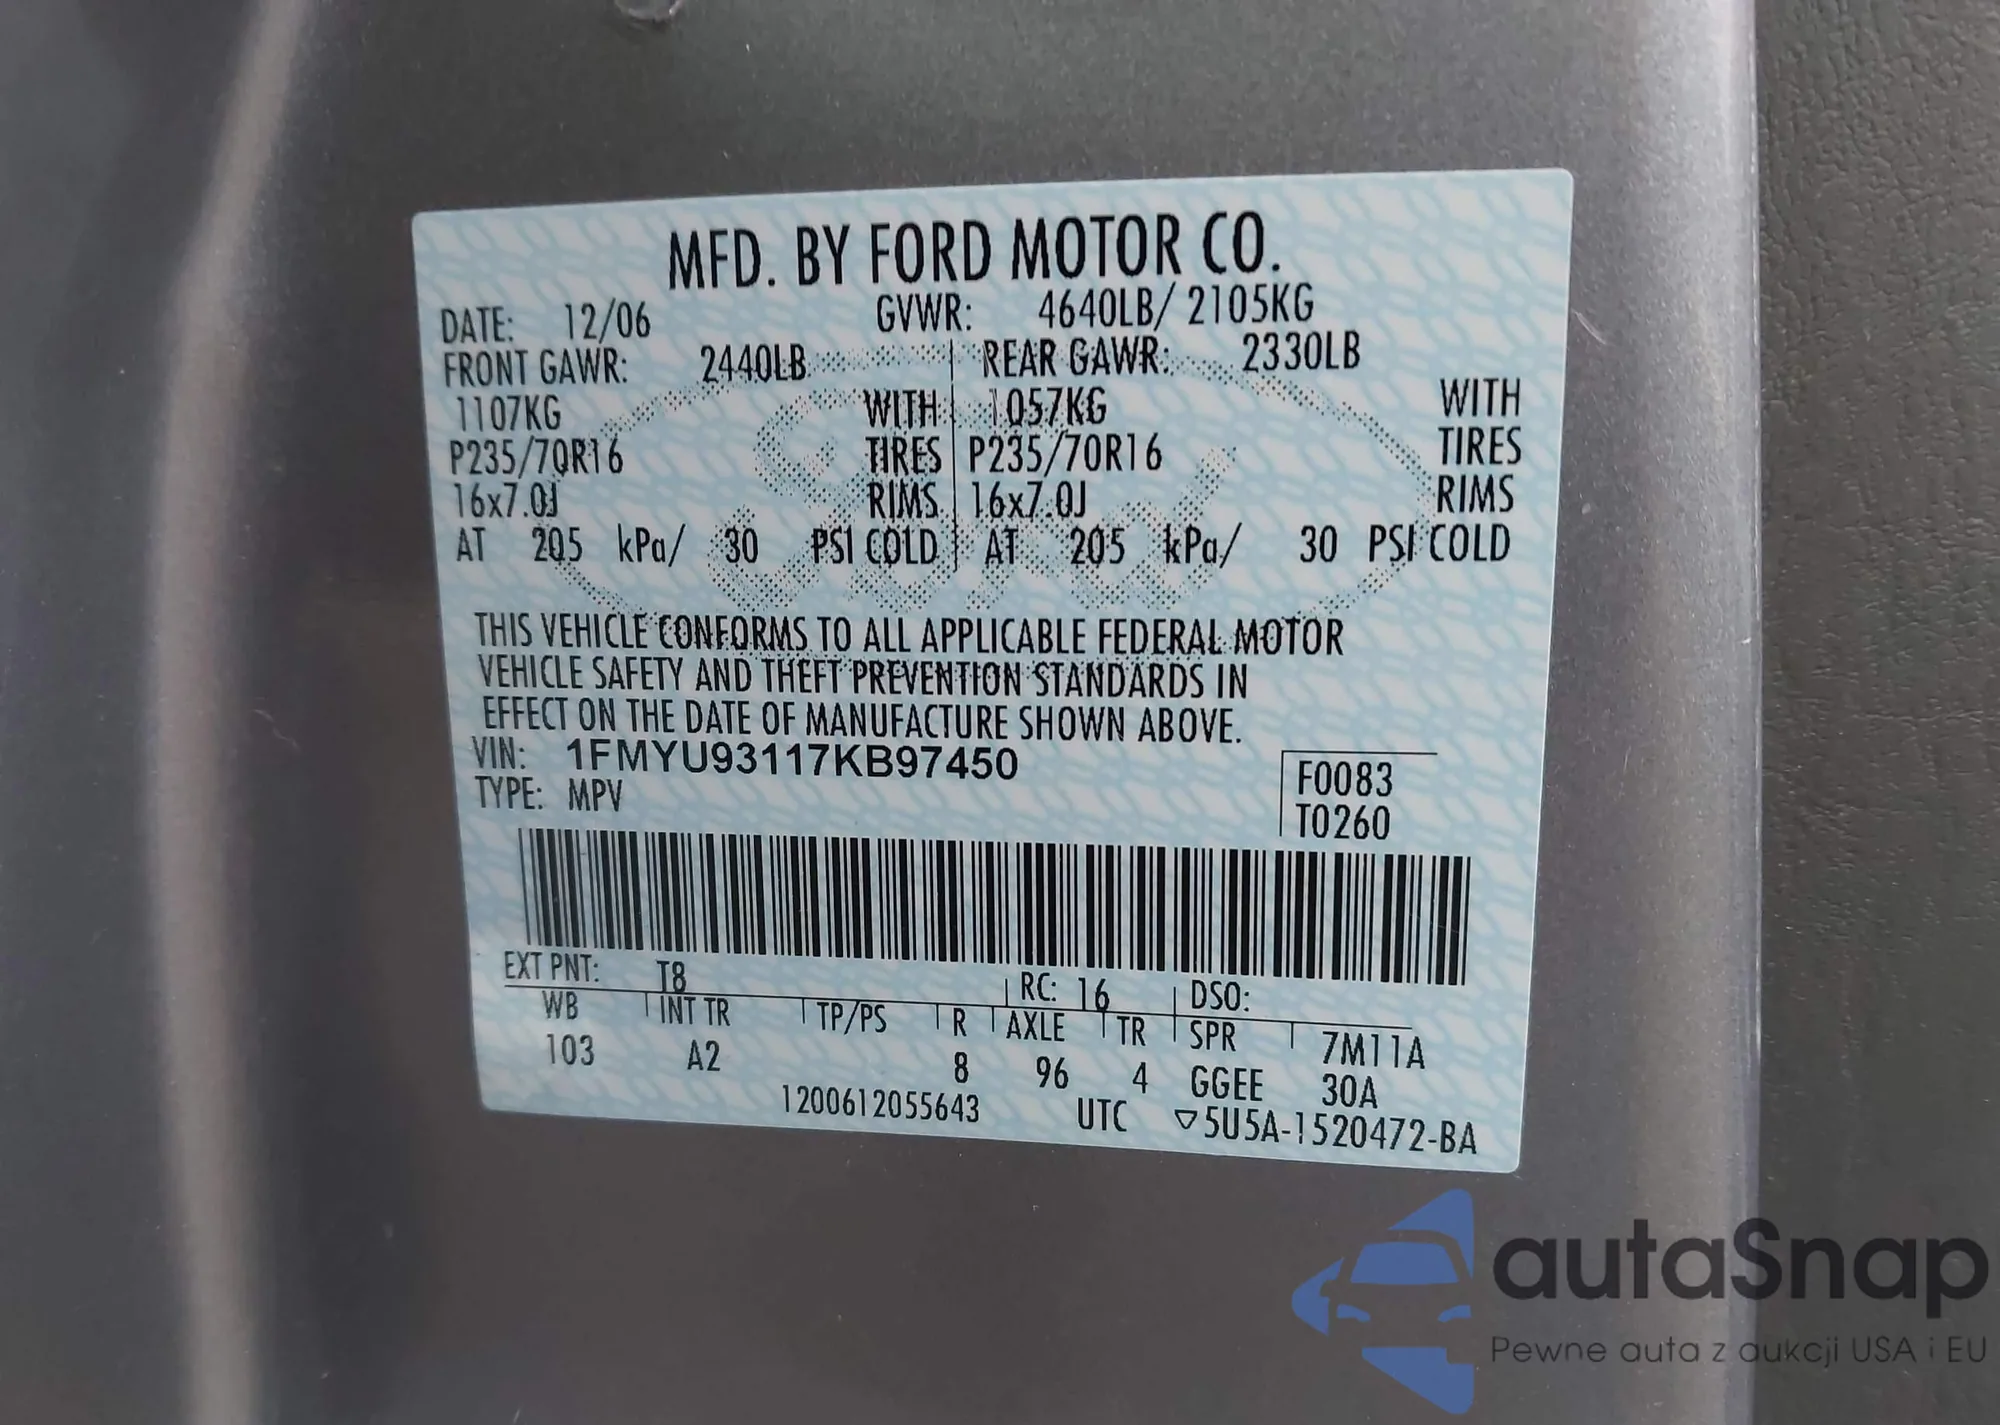 MFD. BY FORD MOTOR CO.
DATE: 12/06 GVWR: 4640LB/ 2105KG
FRONT GAWR: 2440LB REAR GAWR: 2330LB
1107KG WITH 1057KG WITH
P235/70R16 TIRES P235/70R16 TIRES
16x7.0J RIMS 16x7.0J RIMS
AT 205 kPa/ 30 PSI COLD AT 205 kPa/ 30 PSI COLD
Ford
THIS VEHICLE CONFORMS TO ALL APPLICABLE FEDERAL MOTOR
VEHICLE SAFETY AND THEFT PREVENTION STANDARDS IN
EFFECT ON THE DATE OF MANUFACTURE SHOWN ABOVE.
VIN: 1FMYU93117KB97450
TYPE: MPV
F0083
T0260
EXT PNT: T8 RC: 16 DSO:
WB INT TR TP/PS R AXLE TR SPR 7M11A
103 A2 8 96 4 GGEE 30A
1200612055643 UTC ▽5U5A-1520472-BA
autaSnap
Pewne auta z aukcji USA i EU